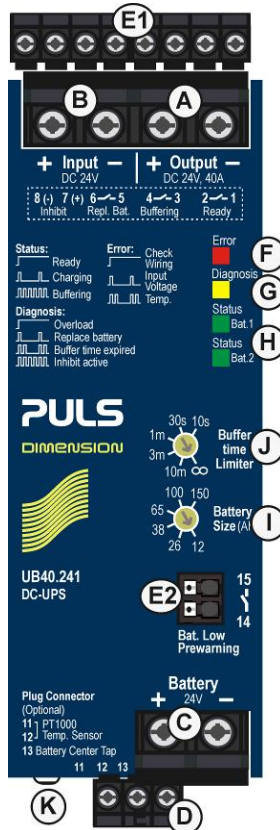 E1
B A
+ Input − + Output −
DC 24V DC 24V, 40A
8 (-) 7 (+) 6 5 4 3 2 1
Inhibit Repl. Bat. Buffering Ready
Status:
Ready
Charging
Buffering
Error:
Check
Wiring
Input
Voltage
Temp.
Diagnosis:
Overload
Replace battery
Buffer time expired
Inhibit active
Error
F
Diagnosis
G
Status
Bat.1
H
Status
Bat.2
PULS
DIMENSION
30s 10s
1m
3m
10m ∞
Buffer
time
Limiter
J
100 150
65
38
26 12
Battery
Size (Ah
I
UB40.241
DC-UPS
E2
15
14
Bat. Low
Prewarning
Plug Connector
(Optional)
11 PT1000
12 Temp. Sensor
13 Battery Center Tap
11 12 13
Battery
+ 24V −
C
K
D